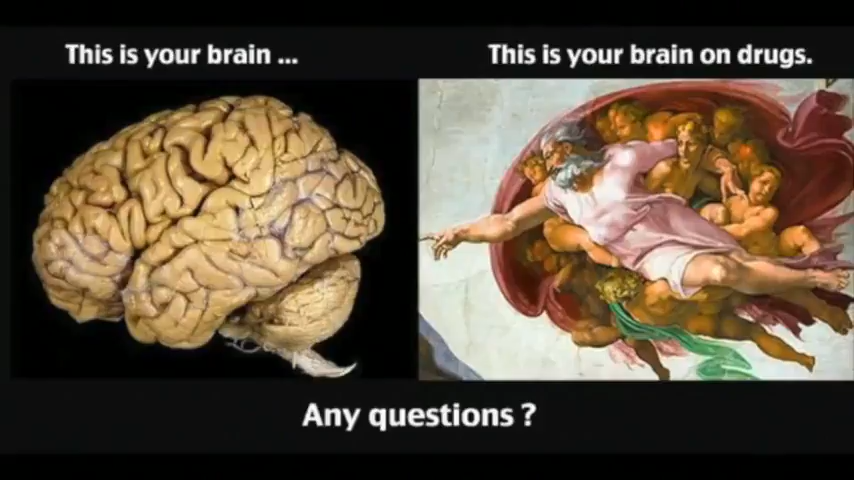 This is your brain ...
This is your brain on drugs.
Any questions ?